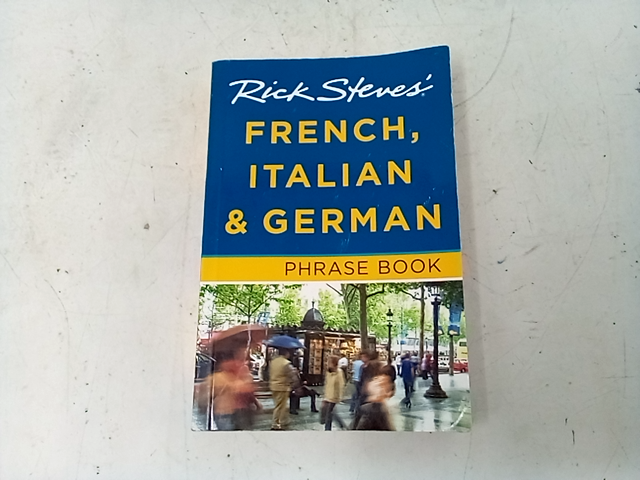 Rick Steves'
FRENCH,
ITALIAN
& GERMAN
PHRASE BOOK